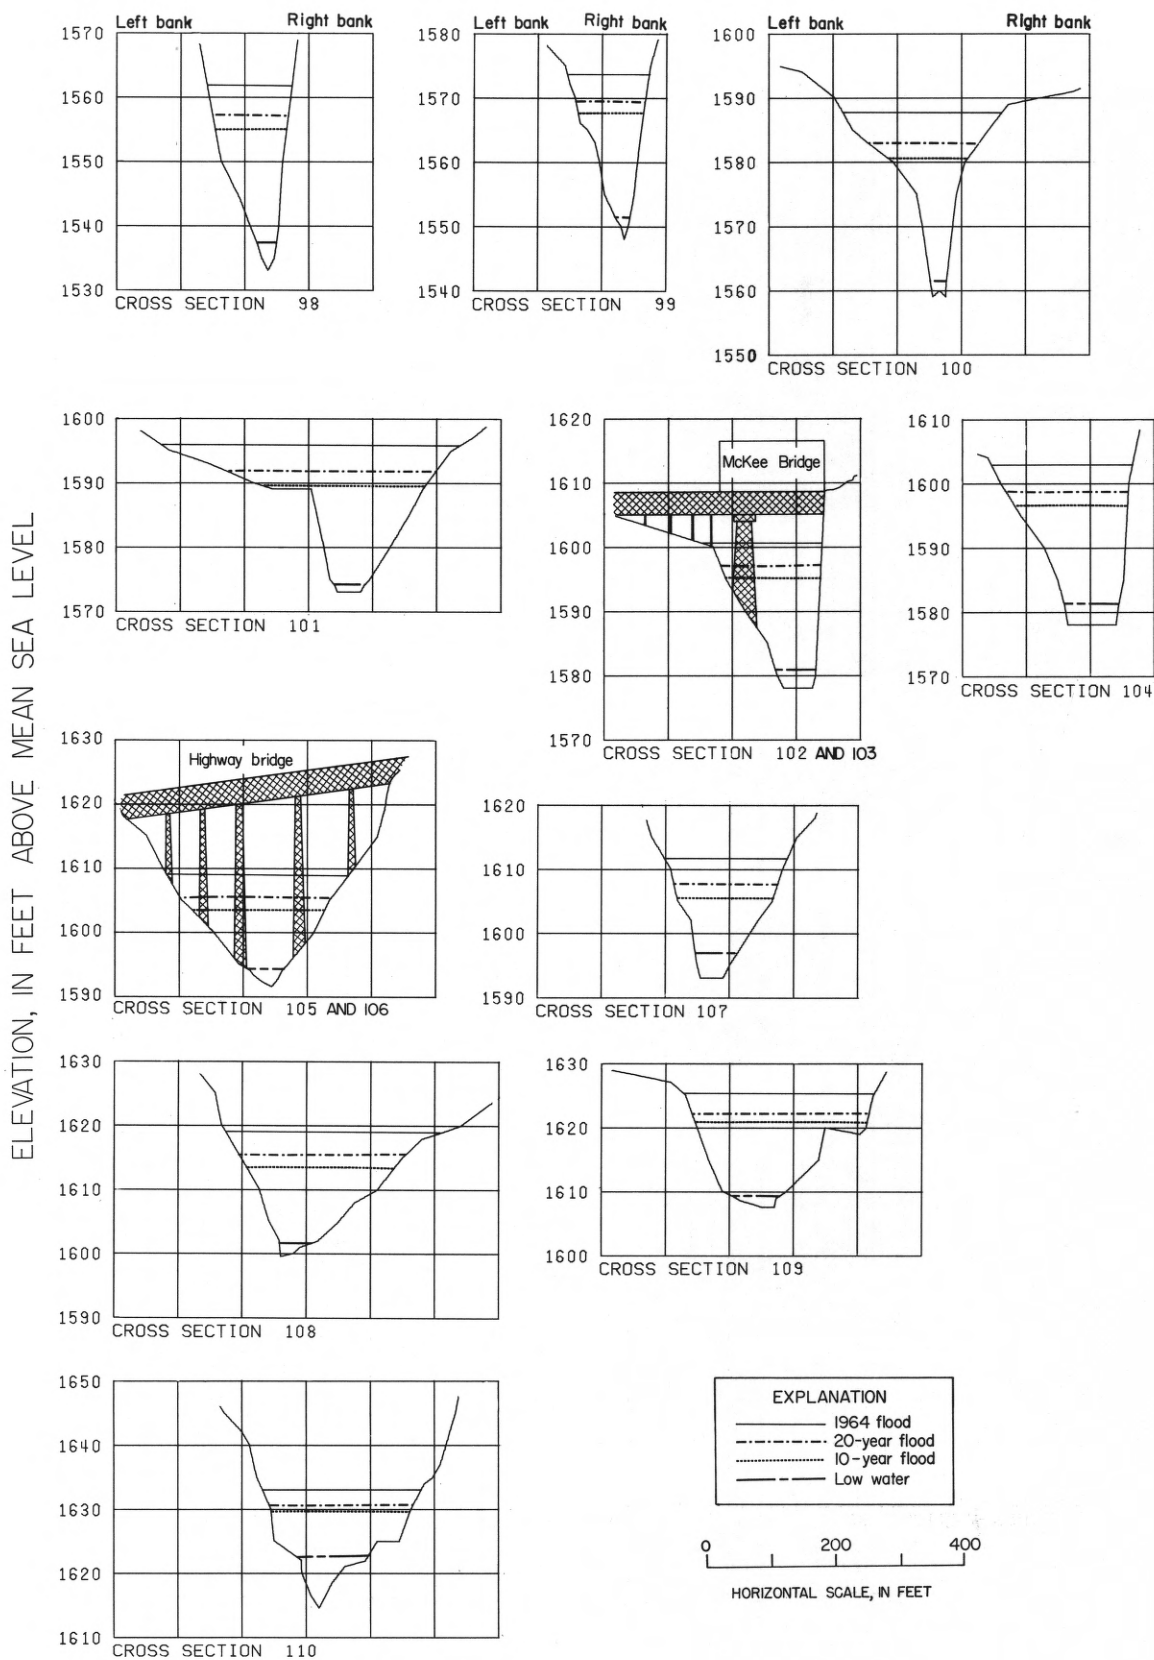 Left bank Right bank
1570
1560
1550
1540
1530
CROSS SECTION 98
Left bank Right bank
1580
1570
1560
1550
1540
CROSS SECTION 99
Left bank Right bank
1600
1590
1580
1570
1560
1550
CROSS SECTION 100
ELEVATION, IN FEET ABOVE MEAN SEA LEVEL
1600
1590
1580
1570
CROSS SECTION 101
1620
McKee Bridge
1610
1600
1590
1580
1570
CROSS SECTION 102 AND 103
1610
1600
1590
1580
1570
CROSS SECTION 104
1630
Highway bridge
1620
1610
1600
1590
CROSS SECTION 105 AND 106
1620
1610
1600
1590
CROSS SECTION 107
1630
1620
1610
1600
1590
CROSS SECTION 108
1630
1620
1610
1600
CROSS SECTION 109
1650
1640
1630
1620
1610
CROSS SECTION 110
EXPLANATION
1964 flood
20-year flood
10-year flood
Low water
0 200 400
HORIZONTAL SCALE, IN FEET